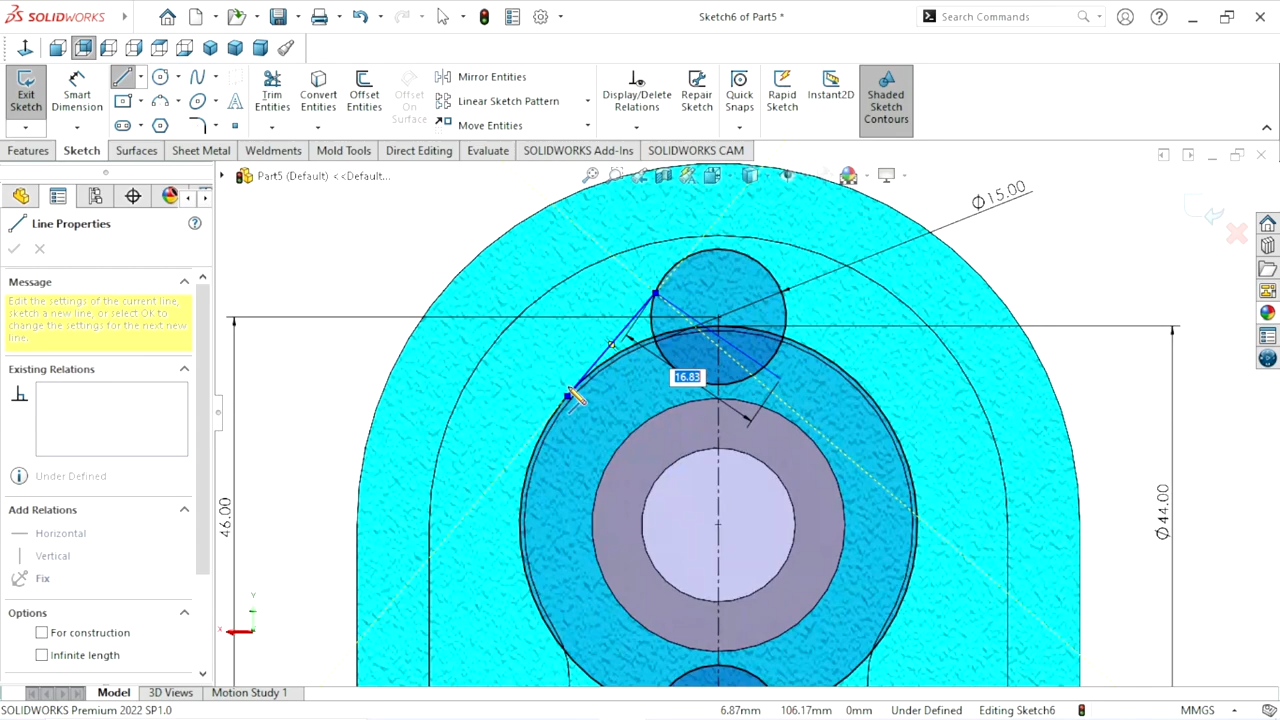 SOLIDWORKS
Sketch6 of Part5 *
Search Commands
Exit Sketch
Smart Dimension
Trim Entities
Convert Entities
Offset Entities
Offset On Surface
Mirror Entities
Linear Sketch Pattern
Move Entities
Display/Delete Relations
Repair Sketch
Quick Snaps
Rapid Sketch
Instant2D
Shaded Sketch Contours
Features
Sketch
Surfaces
Sheet Metal
Weldments
Mold Tools
Direct Editing
Evaluate
SOLIDWORKS Add-Ins
SOLIDWORKS CAM
Part5 (Default) <<Default...
Line Properties
Message
Edit the settings of the current line,
sketch a new line, or select Ok to
change the settings for the next new
line.
Existing Relations
Under Defined
Add Relations
Horizontal
Vertical
Fix
Options
For construction
Infinite length
Ø15.00
16.83
46.00
Ø44.00
Y
X
Model
3D Views
Motion Study 1
SOLIDWORKS Premium 2022 SP1.0
6.87mm
106.17mm
0mm
Under Defined
Editing Sketch6
MMGS